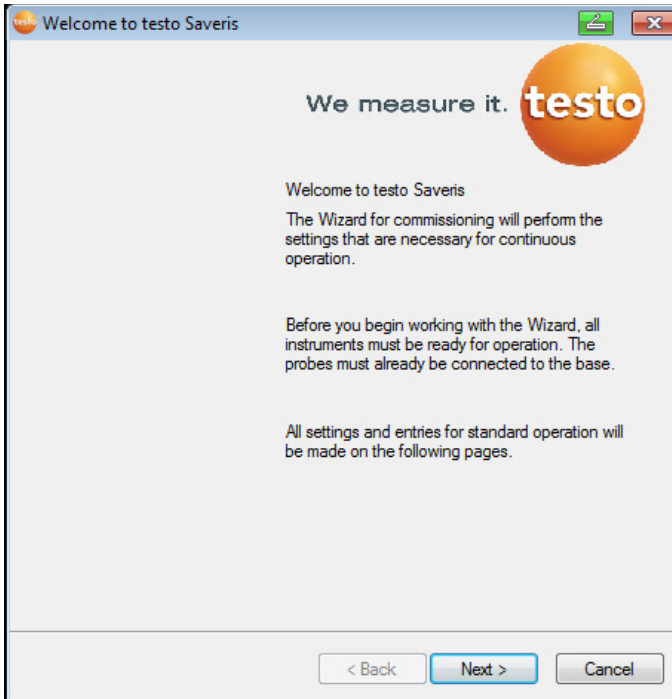 Welcome to testo Saveris
We measure it. testo
Welcome to testo Saveris
The Wizard for commissioning will perform the
settings that are necessary for continuous
operation.
Before you begin working with the Wizard, all
instruments must be ready for operation. The
probes must already be connected to the base.
All settings and entries for standard operation will
be made on the following pages.
< Back Next > Cancel